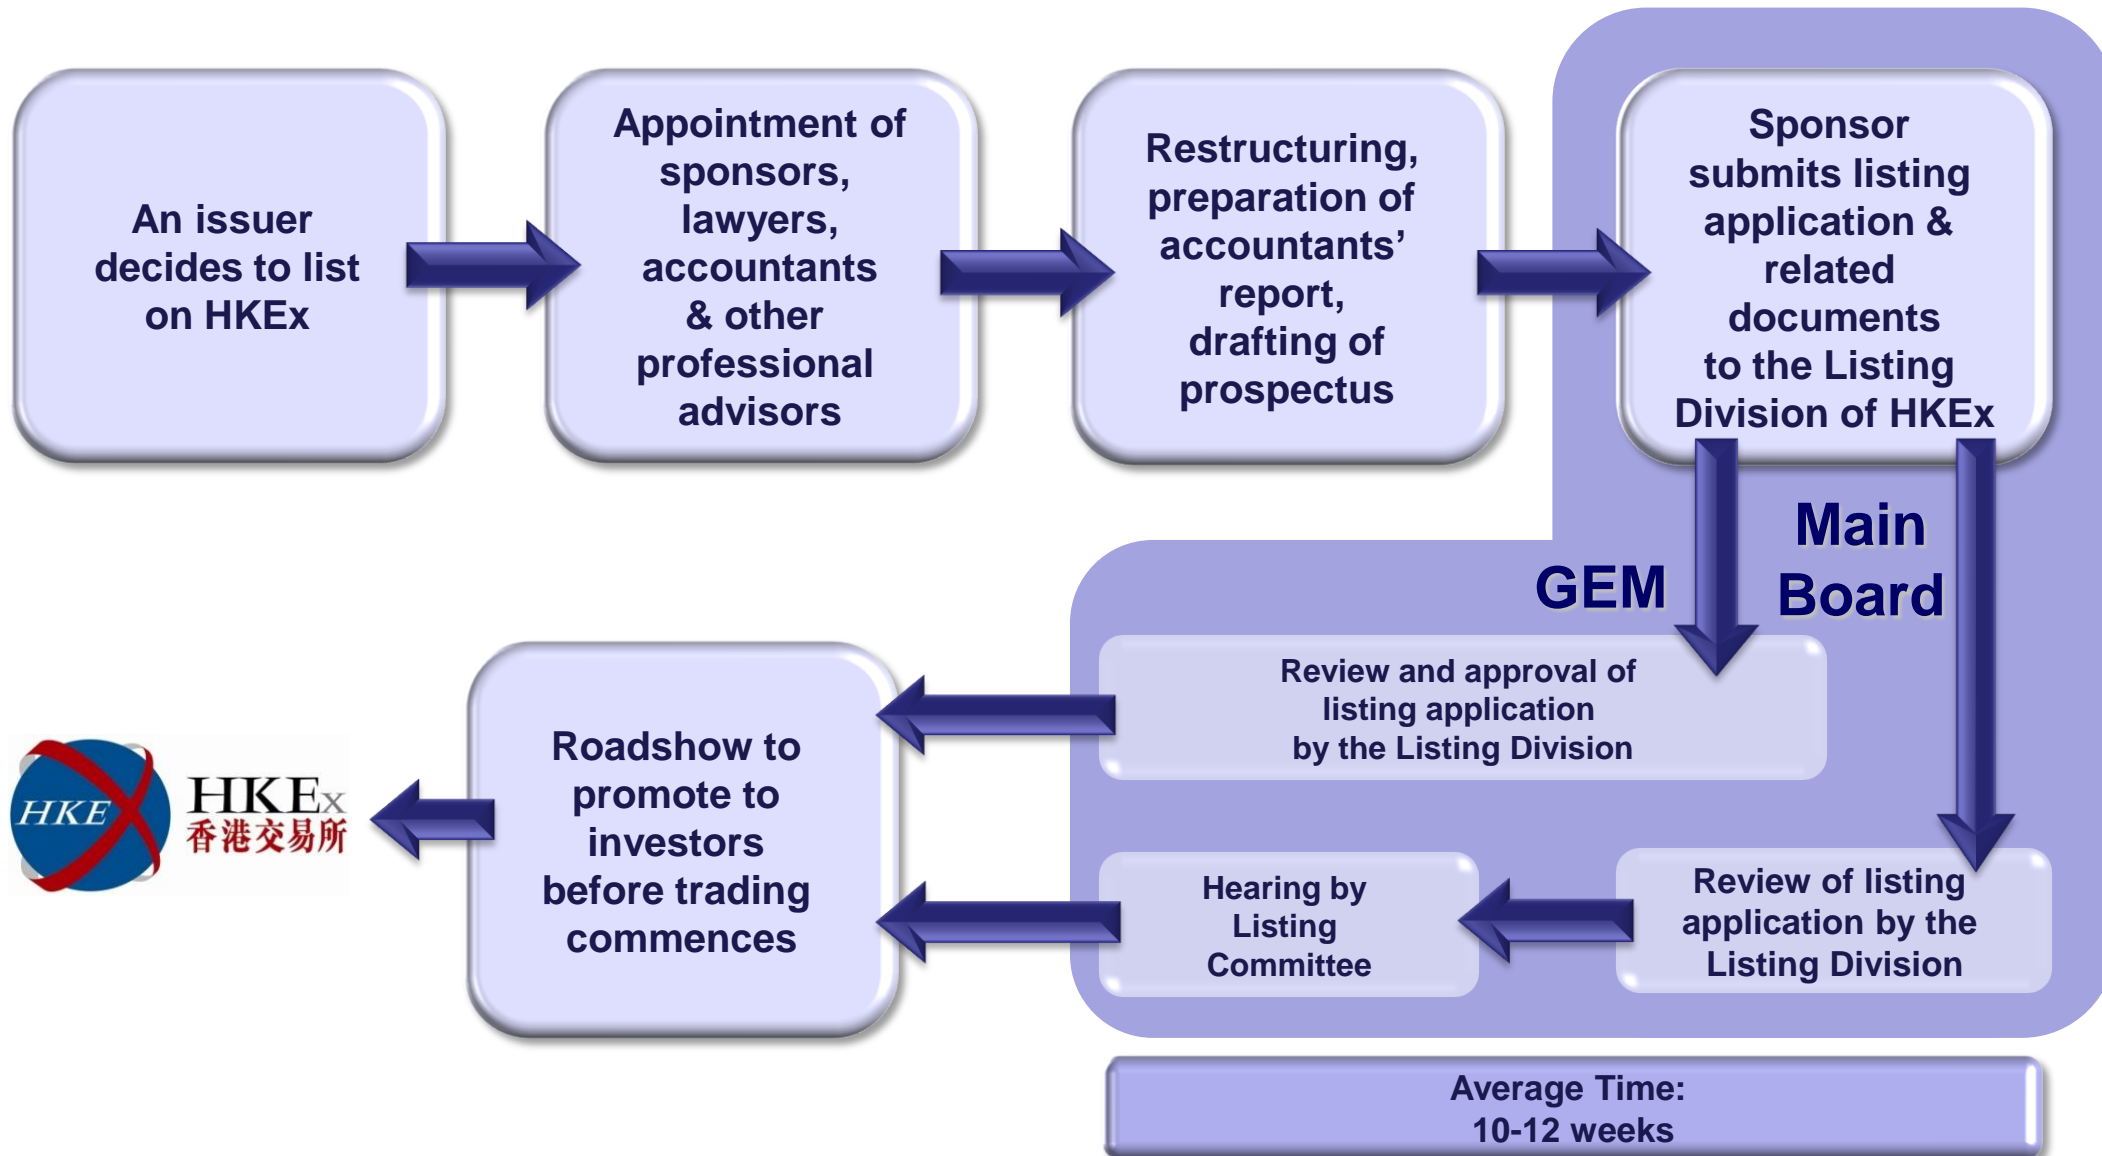 An issuer
decides to list
on HKEx
Appointment of
sponsors,
lawyers,
accountants
& other
professional
advisors
Restructuring,
preparation of
accountants’
report,
drafting of
prospectus
Sponsor
submits listing
application &
related
documents
to the Listing
Division of HKEx
GEM
Main
Board
Review and approval of
listing application
by the Listing Division
Review of listing
application by the
Listing Division
Hearing by
Listing
Committee
Roadshow to
promote to
investors
before trading
commences
HKEX
HKEx
香港交易所
Average Time:
10-12 weeks